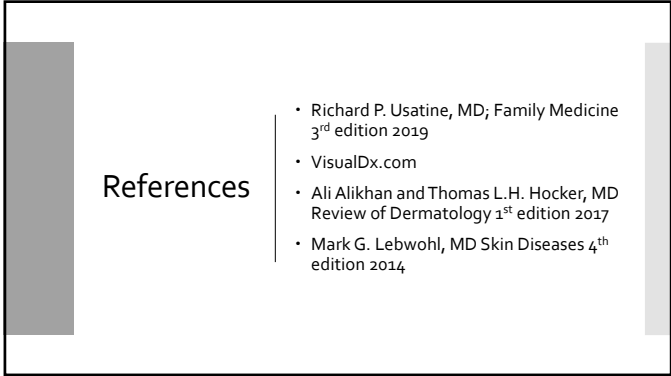 References
• Richard P. Usatine, MD; Family Medicine
3rd edition 2019
• VisualDx.com
• Ali Alikhan and Thomas L.H. Hocker, MD
Review of Dermatology 1st edition 2017
• Mark G. Lebwohl, MD Skin Diseases 4th
edition 2014